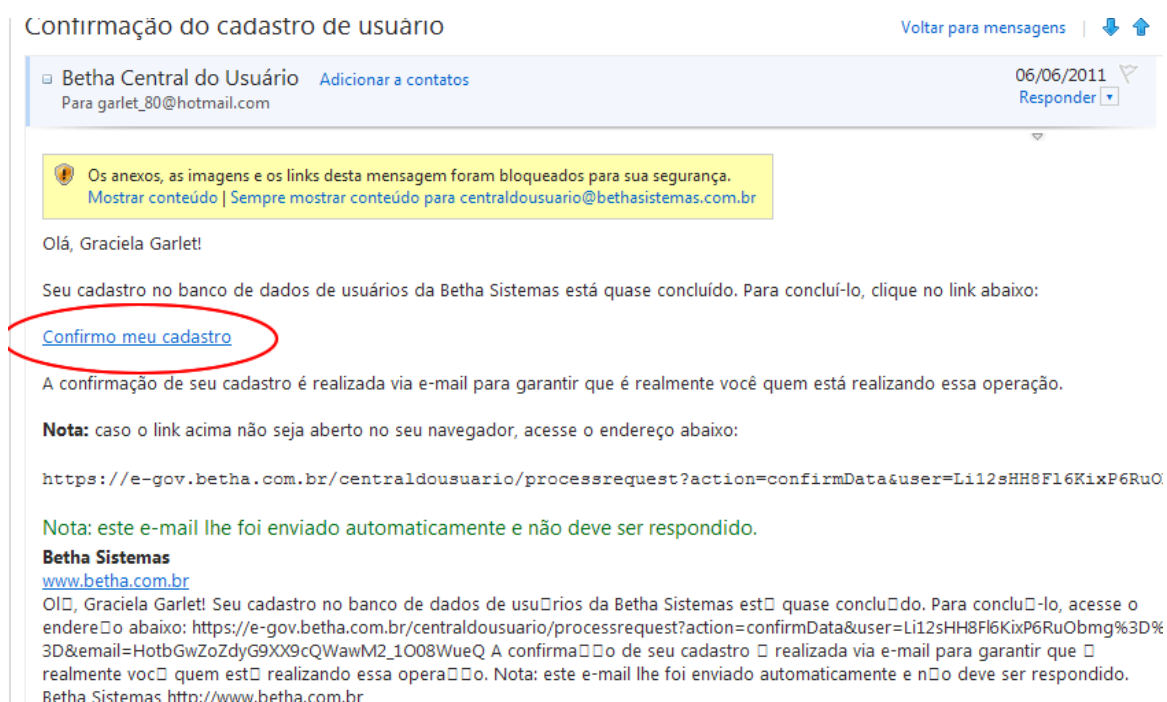 Confirmação do cadastro de usuário
Voltar para mensagens |
Betha Central do Usuário Adicionar a contatos
06/06/2011
Para garlet_80@hotmail.com
Responder
Os anexos, as imagens e os links desta mensagem foram bloqueados para sua segurança.
Mostrar conteúdo | Sempre mostrar conteúdo para centraldousuario@bethasistemas.com.br
Olá, Graciela Garlet!
Seu cadastro no banco de dados de usuários da Betha Sistemas está quase concluído. Para concluí-lo, clique no link abaixo:
Confirmo meu cadastro
A confirmação de seu cadastro é realizada via e-mail para garantir que é realmente você quem está realizando essa operação.
Nota: caso o link acima não seja aberto no seu navegador, acesse o endereço abaixo:
https://e-gov.betha.com.br/centraldousuario/processrequest?action=confirmData&user=Li12sHH8Fl6KixP6RuO
Nota: este e-mail lhe foi enviado automaticamente e não deve ser respondido.
Betha Sistemas
www.betha.com.br
Ol□, Graciela Garlet! Seu cadastro no banco de dados de usu□rios da Betha Sistemas est□ quase conclu□do. Para conclu□-lo, acesse o
endere□o abaixo: https://e-gov.betha.com.br/centraldousuario/processrequest?action=confirmData&user=Li12sHH8Fl6KixP6RuObmg%3D%
3D&email=HotbGwZoZdyG9XX9cQWawM2_1O08WueQ A confirma□□o de seu cadastro □ realizada via e-mail para garantir que □
realmente voc□ quem est□ realizando essa opera□□o. Nota: este e-mail lhe foi enviado automaticamente e n□o deve ser respondido.
Betha Sistemas http://www.betha.com.br